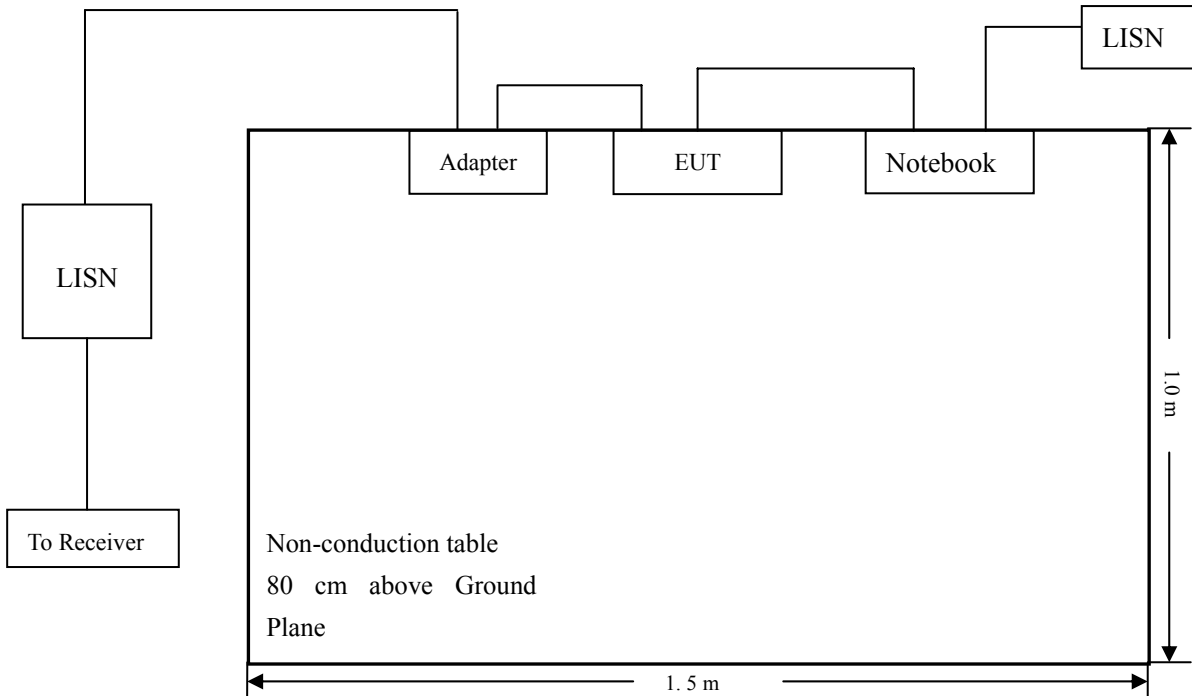 LISN
Adapter
EUT
Notebook
LISN
1.0 m
To Receiver
Non-conduction table
80 cm above Ground
Plane
1. 5 m